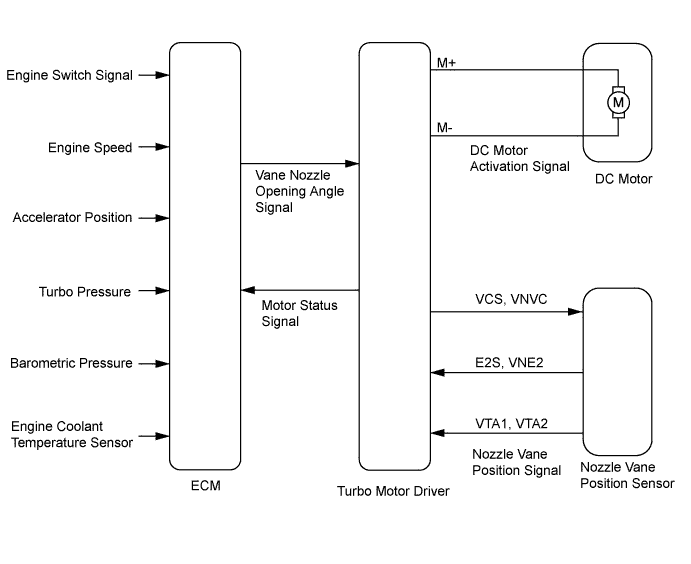 Engine Switch Signal
Engine Speed
Accelerator Position
Turbo Pressure
Barometric Pressure
Engine Coolant
Temperature Sensor
ECM
Vane Nozzle
Opening Angle
Signal
Motor Status
Signal
Turbo Motor Driver
M+
M-
DC Motor
Activation Signal
M
DC Motor
VCS, VNVC
E2S, VNE2
VTA1, VTA2
Nozzle Vane
Position Signal
Nozzle Vane
Position Sensor